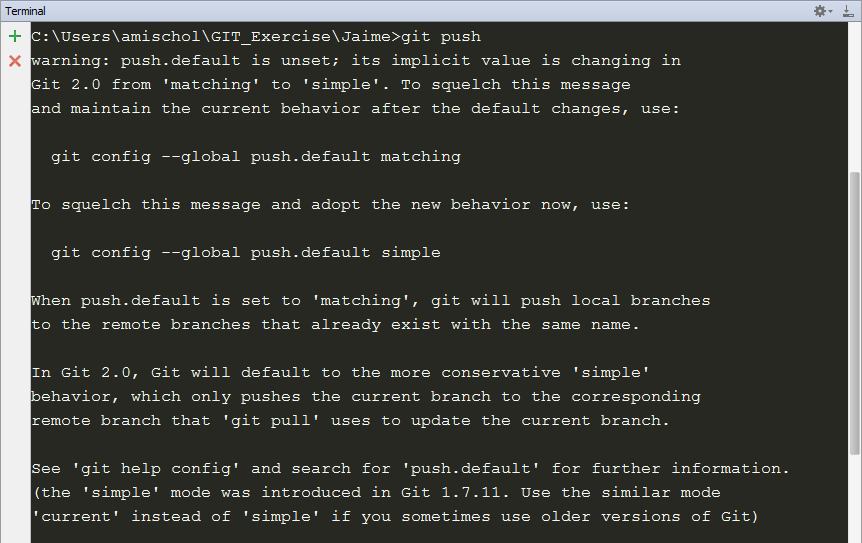 Terminal
C:\Users\amischol\GIT_Exercise\Jaime>git push
warning: push.default is unset; its implicit value is changing in
Git 2.0 from 'matching' to 'simple'. To squelch this message
and maintain the current behavior after the default changes, use:
git config --global push.default matching
To squelch this message and adopt the new behavior now, use:
git config --global push.default simple
When push.default is set to 'matching', git will push local branches
to the remote branches that already exist with the same name.
In Git 2.0, Git will default to the more conservative 'simple'
behavior, which only pushes the current branch to the corresponding
remote branch that 'git pull' uses to update the current branch.
See 'git help config' and search for 'push.default' for further information.
(the 'simple' mode was introduced in Git 1.7.11. Use the similar mode
'current' instead of 'simple' if you sometimes use older versions of Git)